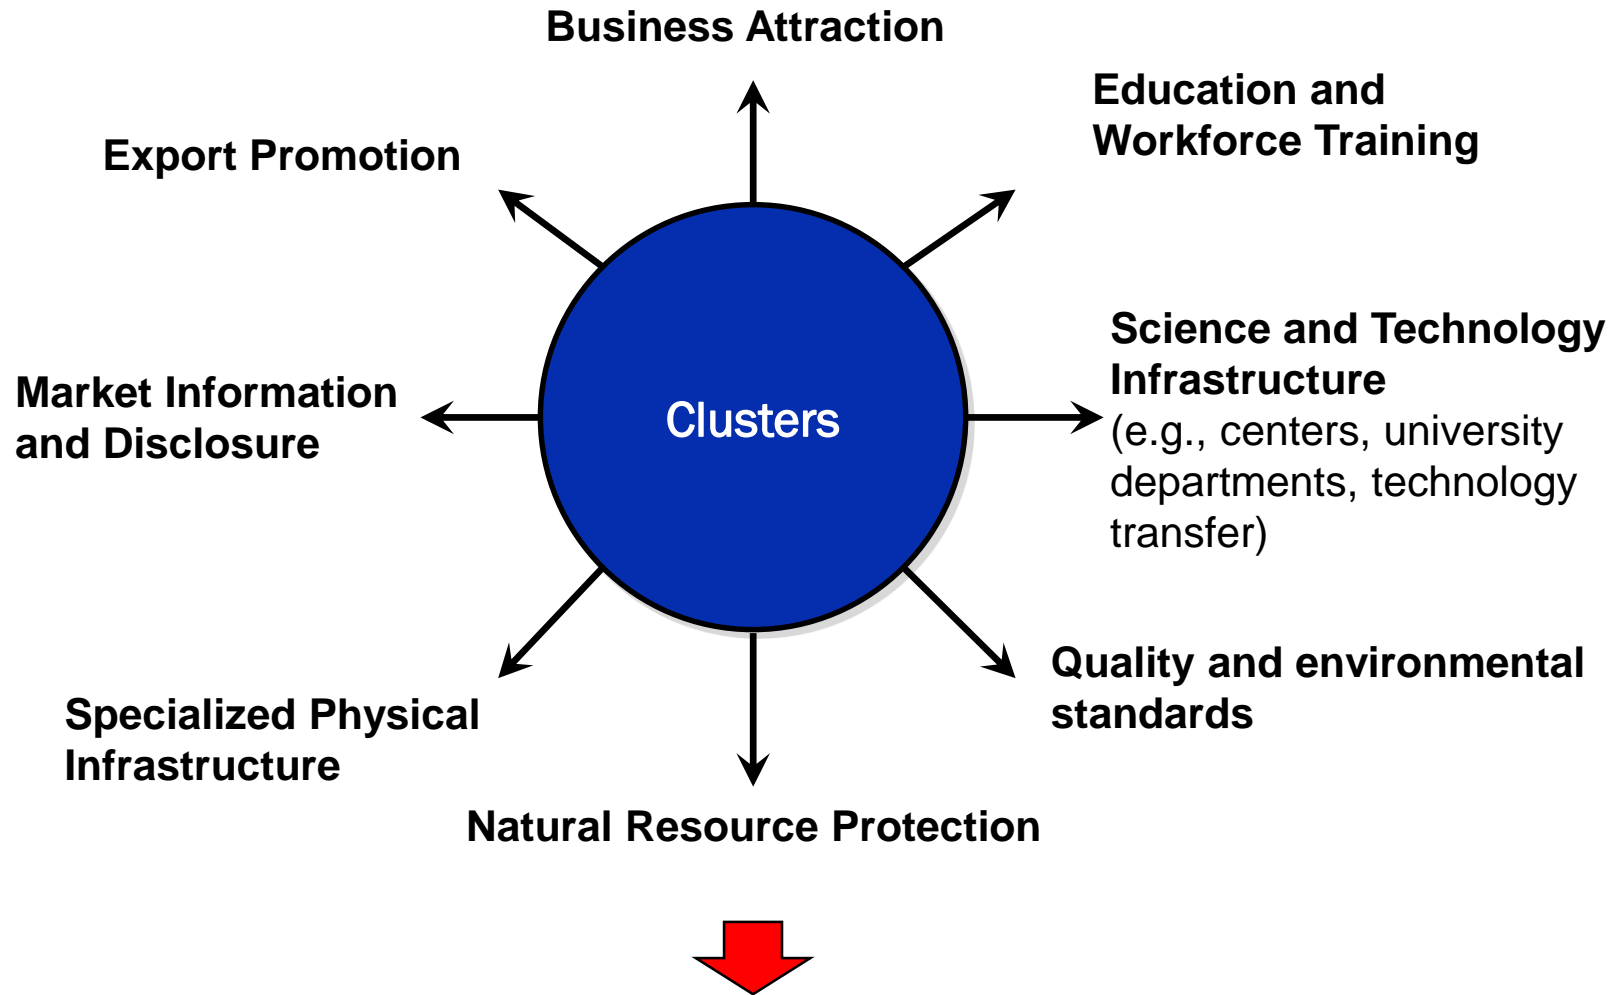 Business Attraction
Education and
Workforce Training
Export Promotion
Science and Technology
Infrastructure
(e.g., centers, university
departments, technology
transfer)
Market Information
and Disclosure
Clusters
Quality and environmental
standards
Specialized Physical
Infrastructure
Natural Resource Protection